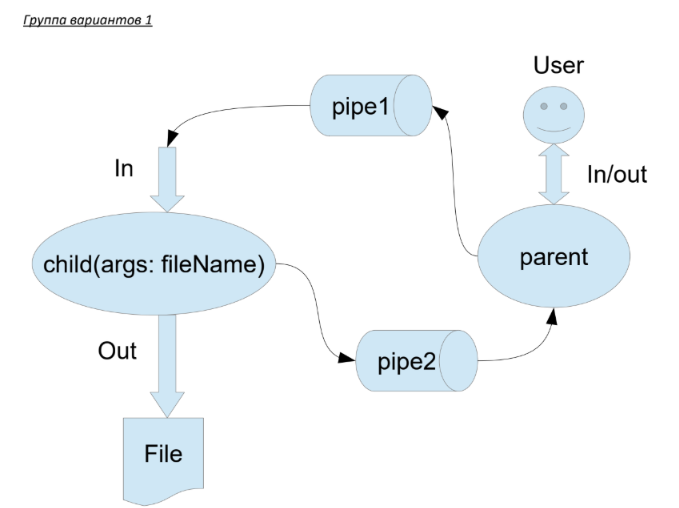 Группа вариантов 1
User
pipe1
In
In/out
child(args: fileName)
parent
Out
pipe2
File